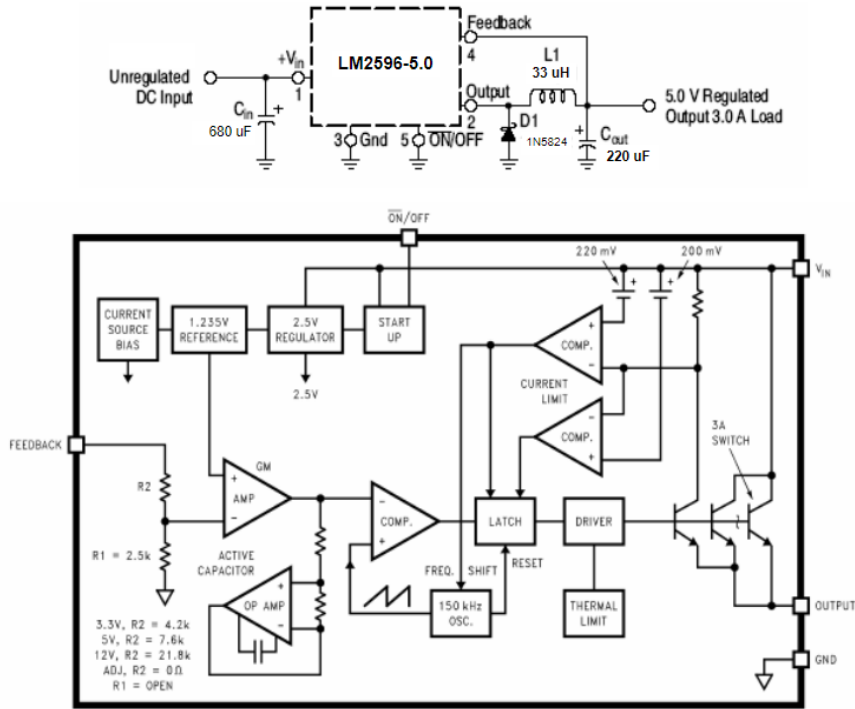 LM2596-5.0
Feedback
4
+Vin
1
Unregulated
DC Input
Cin
+
680 uF
L1
33 uH
Output
2
D1
1N5824
3 Gnd
5 ON/OFF
+
Cout
220 uF
5.0 V Regulated
Output 3.0 A Load
ON/OFF
220 mV
200 mV
+
+
VIN
CURRENT
SOURCE
BIAS
1.235V
REFERENCE
2.5V
REGULATOR
START
UP
2.5V
COMP.
+
−
CURRENT
LIMIT
COMP.
−
+
3A
SWITCH
FEEDBACK
R2
R1 = 2.5k
GM
AMP
+
−
COMP.
−
+
LATCH
DRIVER
ACTIVE
CAPACITOR
OP AMP
+
−
FREQ. SHIFT
RESET
150 kHz
OSC.
THERMAL
LIMIT
OUTPUT
GND
3.3V, R2 = 4.2k
5V, R2 = 7.6k
12V, R2 = 21.8k
ADJ, R2 = 0Ω
R1 = OPEN